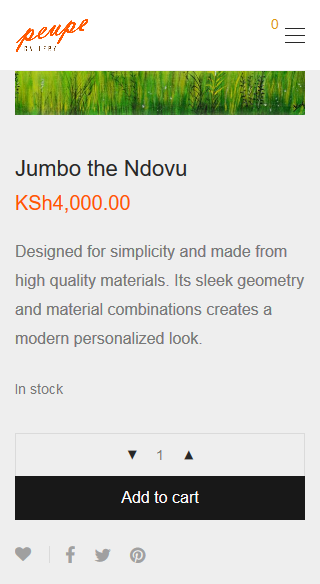 peupe
GALLERY
0
Jumbo the Ndovu
KSh4,000.00
Designed for simplicity and made from
high quality materials. Its sleek geometry
and material combinations creates a
modern personalized look.
In stock
▼ 1 ▲
Add to cart